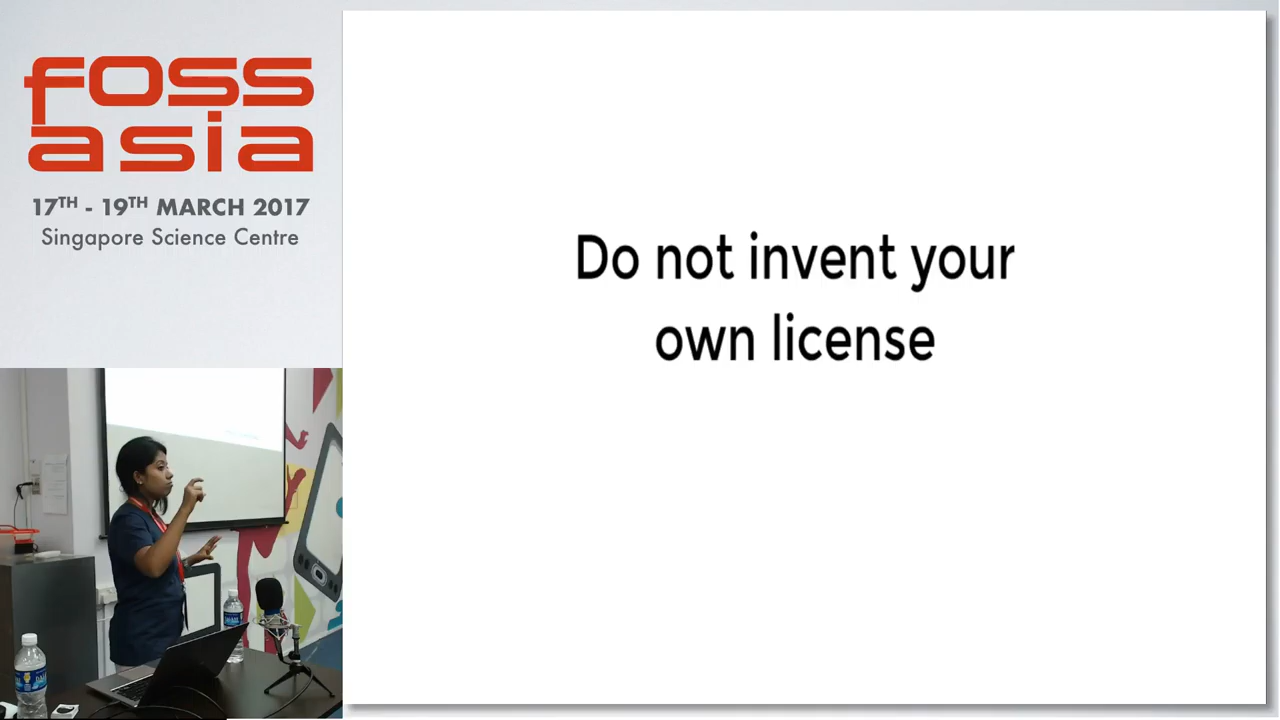 foss
asia
17TH - 19TH MARCH 2017
Singapore Science Centre
Do not invent your
own license